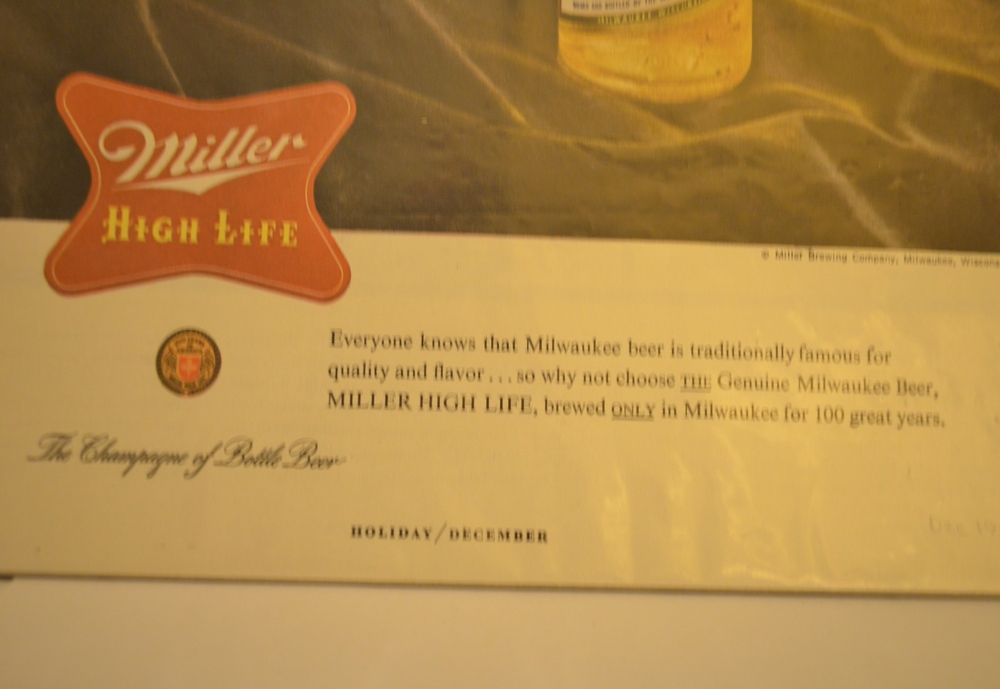 MILWAUKEE
Miller
HIGH LIFE
© Miller Brewing Company, Milwaukee,
Everyone knows that Milwaukee beer is traditionally famous for
quality and flavor . . . so why not choose THE Genuine Milwaukee Beer,
MILLER HIGH LIFE, brewed ONLY in Milwaukee for 100 great years.
The Champagne of Bottle Beer
HOLIDAY/DECEMBER
Dec